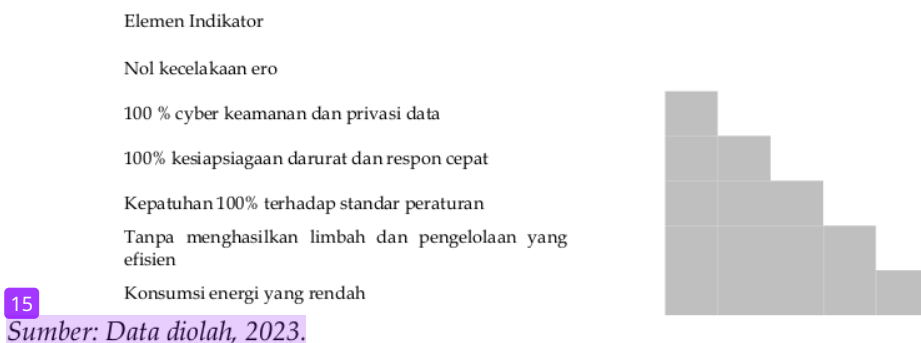 Elemen Indikator
Nol kecelakaan ero
100 % cyber keamanan dan privasi data
100% kesiapsiagaan darurat dan respon cepat
Kepatuhan 100% terhadap standar peraturan
Tanpa menghasilkan limbah dan pengelolaan yang
efisien
Konsumsi energi yang rendah
15
Sumber: Data diolah, 2023.